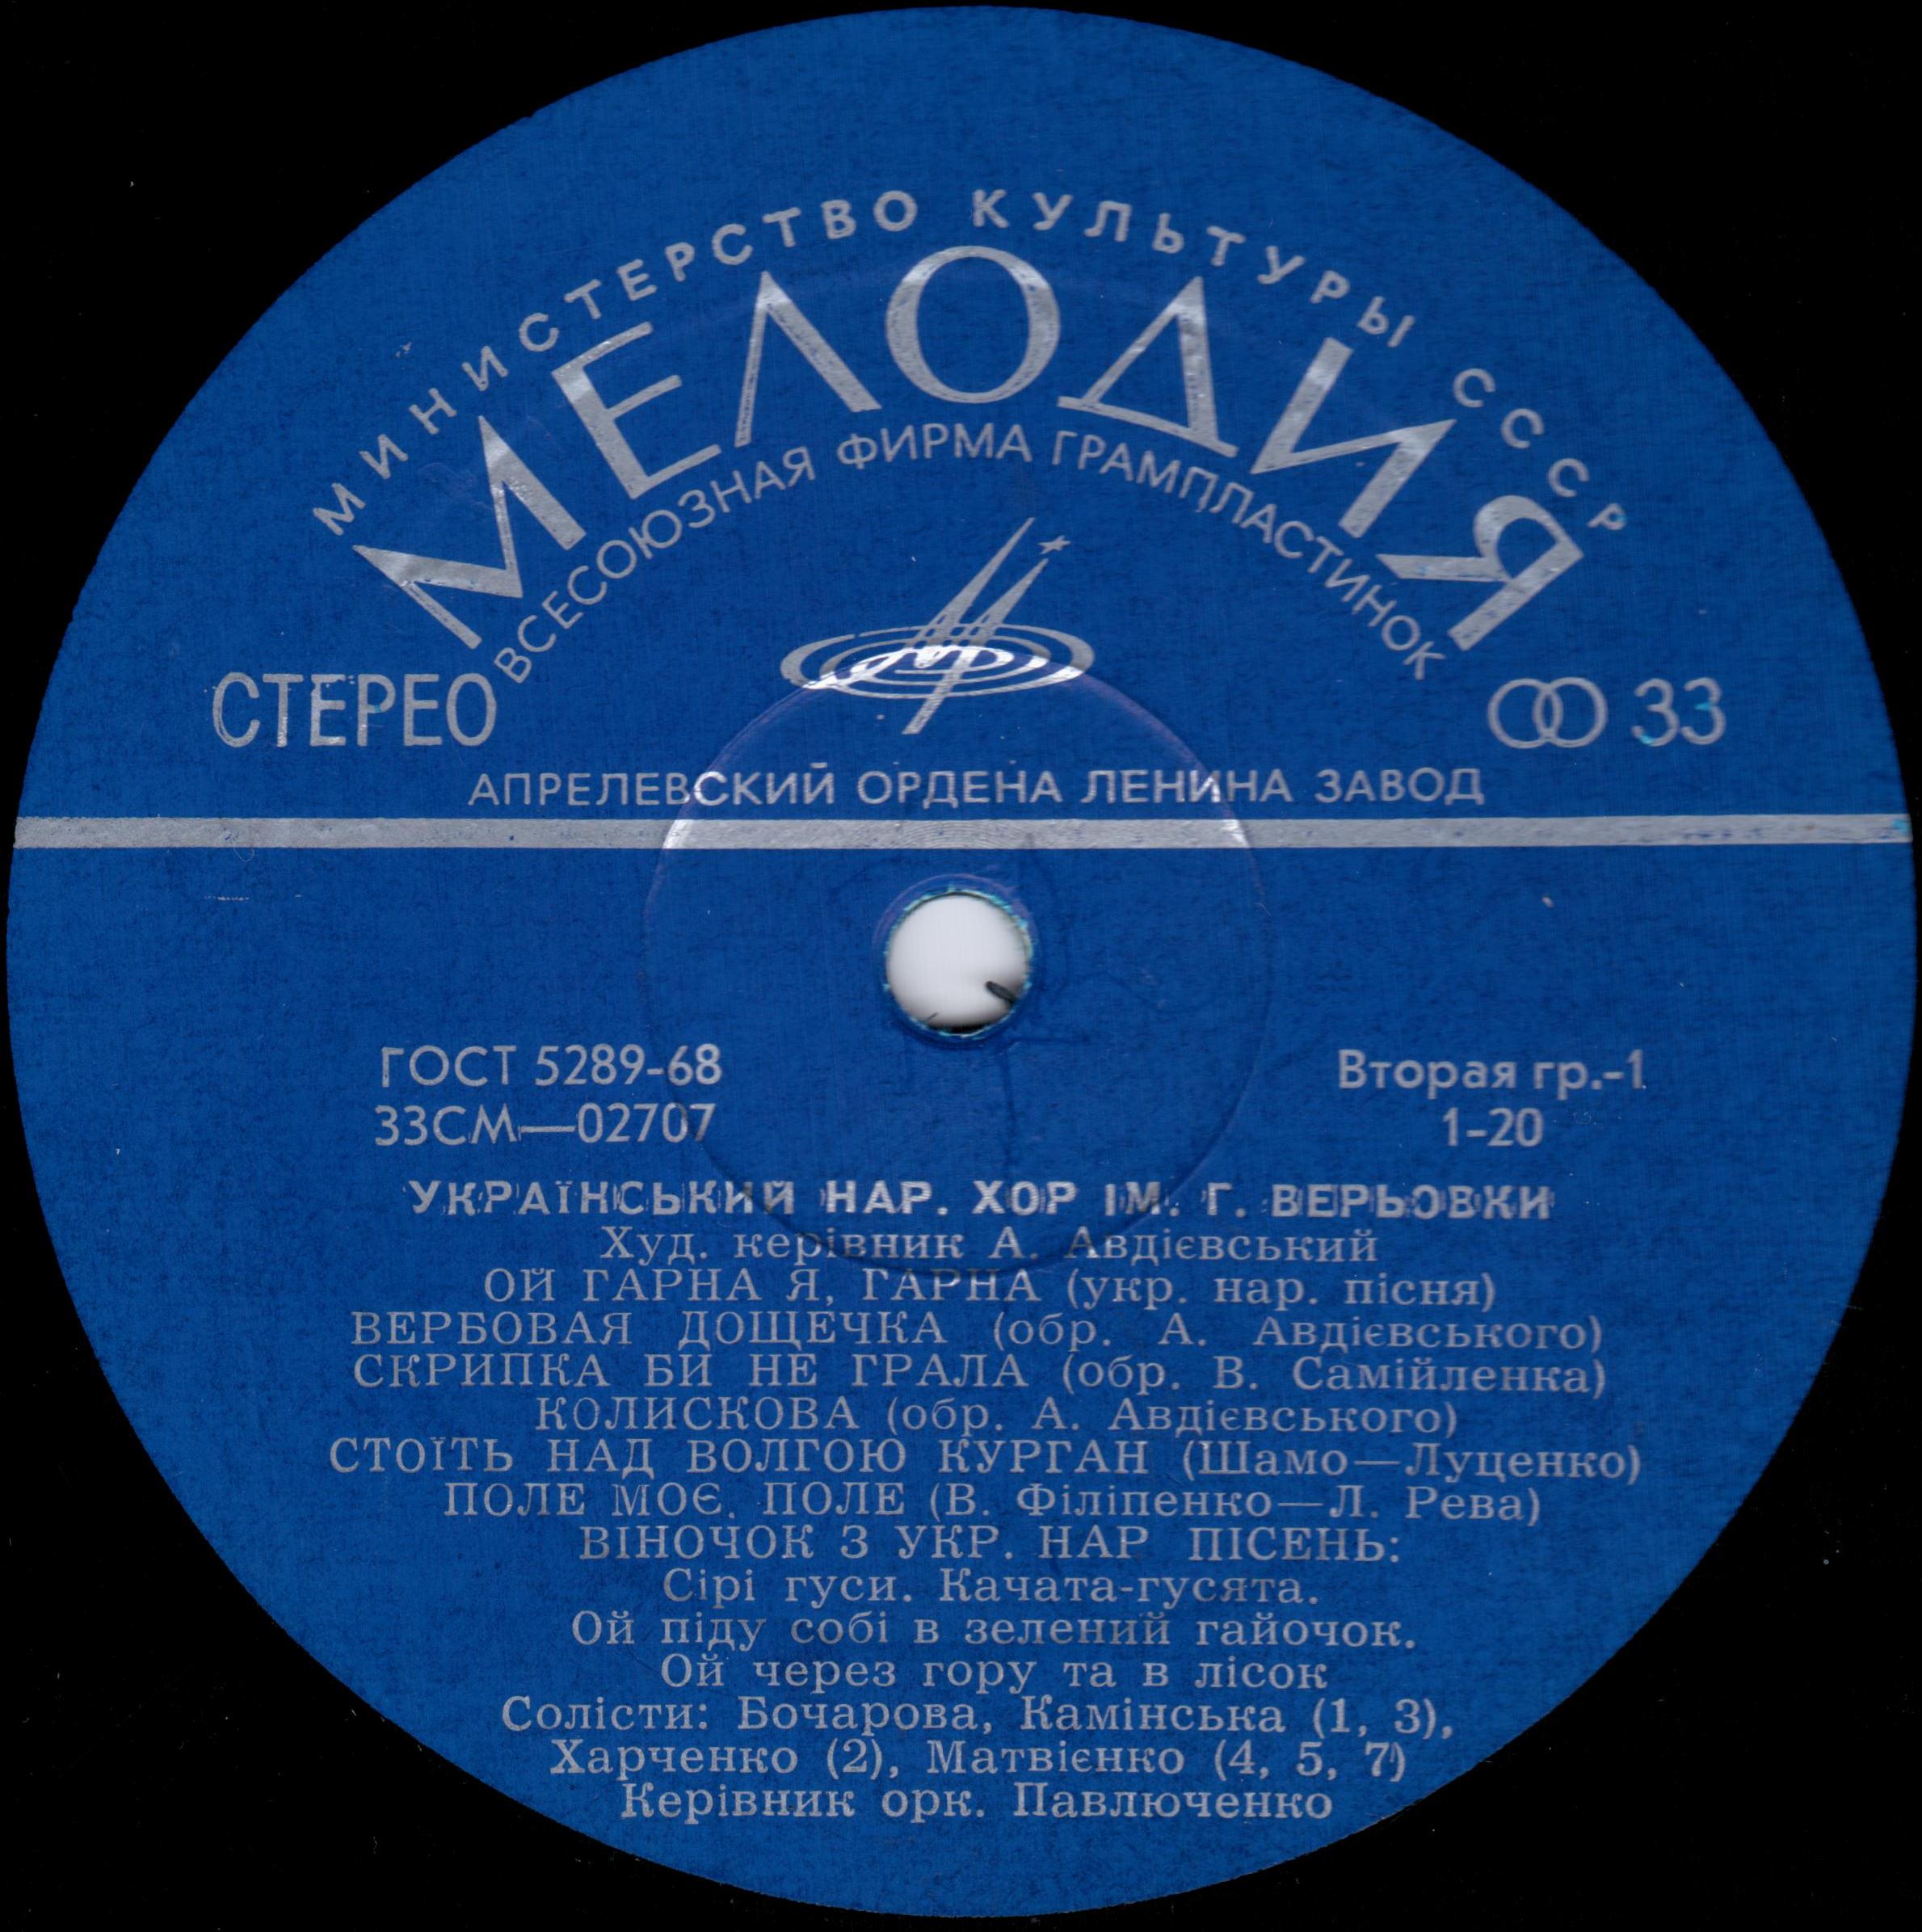 МИНИСТЕРСТВО КУЛЬТУРЫ СССР
МЕЛОДИЯ
ВСЕСОЮЗНАЯ ФИРМА ГРАМПЛАСТИНОК
СТЕРЕО
33
АПРЕЛЕВСКИЙ ОРДЕНА ЛЕНИНА ЗАВОД
ГОСТ 5289-68
Вторая гр.-1
33СМ—02707
1-20
УКРАЇНСЬКИЙ НАР. ХОР ІМ. Г. ВЕРЬОВКИ
Худ. керівник А. Авдієвський
ОЙ ГАРНА Я, ГАРНА (укр. нар. пісня)
ВЕРБОВАЯ ДОЩЕЧКА (обр. А. Авдієвського)
СКРИПКА БИ НЕ ГРАЛА (обр. В. Самійленка)
КОЛИСКОВА (обр. А. Авдієвського)
СТОЇТЬ НАД ВОЛГОЮ КУРГАН (Шамо—Луценко)
ПОЛЕ МОЄ. ПОЛЕ (В. Філіпенко—Л. Рева)
ВІНОЧОК З УКР. НАР ПІСЕНЬ:
Сірі гуси. Качата-гусята.
Ой піду собі в зелений гайочок.
Ой через гору та в лісок
Солісти: Бочарова, Камінська (1, 3),
Харченко (2), Матвієнко (4, 5, 7)
Керівник орк. Павлюченко